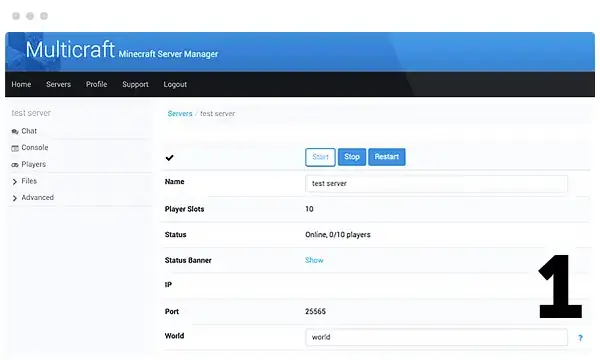 Multicraft Minecraft Server Manager
Home Servers Profile Support Logout
test server
Chat
Console
Players
Files
Advanced
Servers / test server
Start Stop Restart
Name test server
Player Slots 10
Status Online, 0/10 players
Status Banner Show
IP
Port 25565
World world ?
1